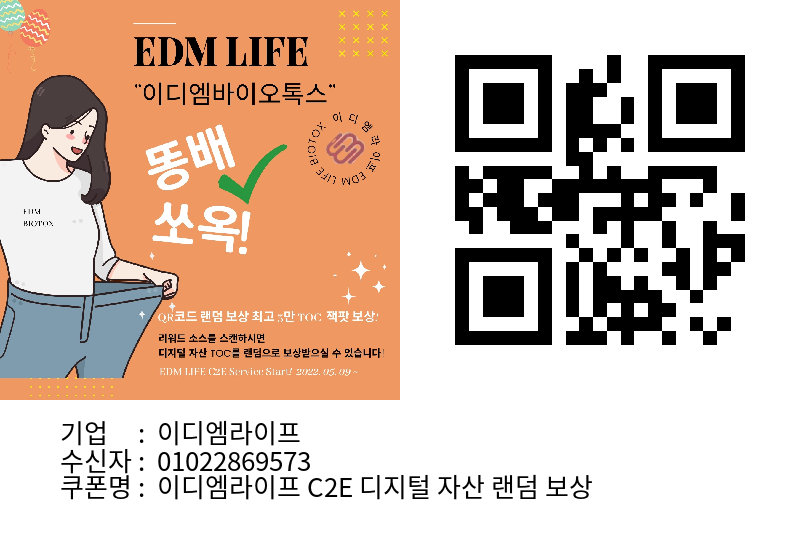 EDM LIFE
"이디엠바이오톡스"
이디엠라이프 EDM LIFE BIOTOX
똥배
쏘옥!
EDM
BIOTOX
QR코드 랜덤 보상 최고 5만 TOC 잭팟 보상!
리워드 소스를 스캔하시면
디지털 자산 TOC를 랜덤으로 보상받으실 수 있습니다!
EDM LIFE C2E Service Start! 2022. 05. 09 ~
기업 : 이디엠라이프
수신자 : 01022869573
쿠폰명 : 이디엠라이프 C2E 디지털 자산 랜덤 보상